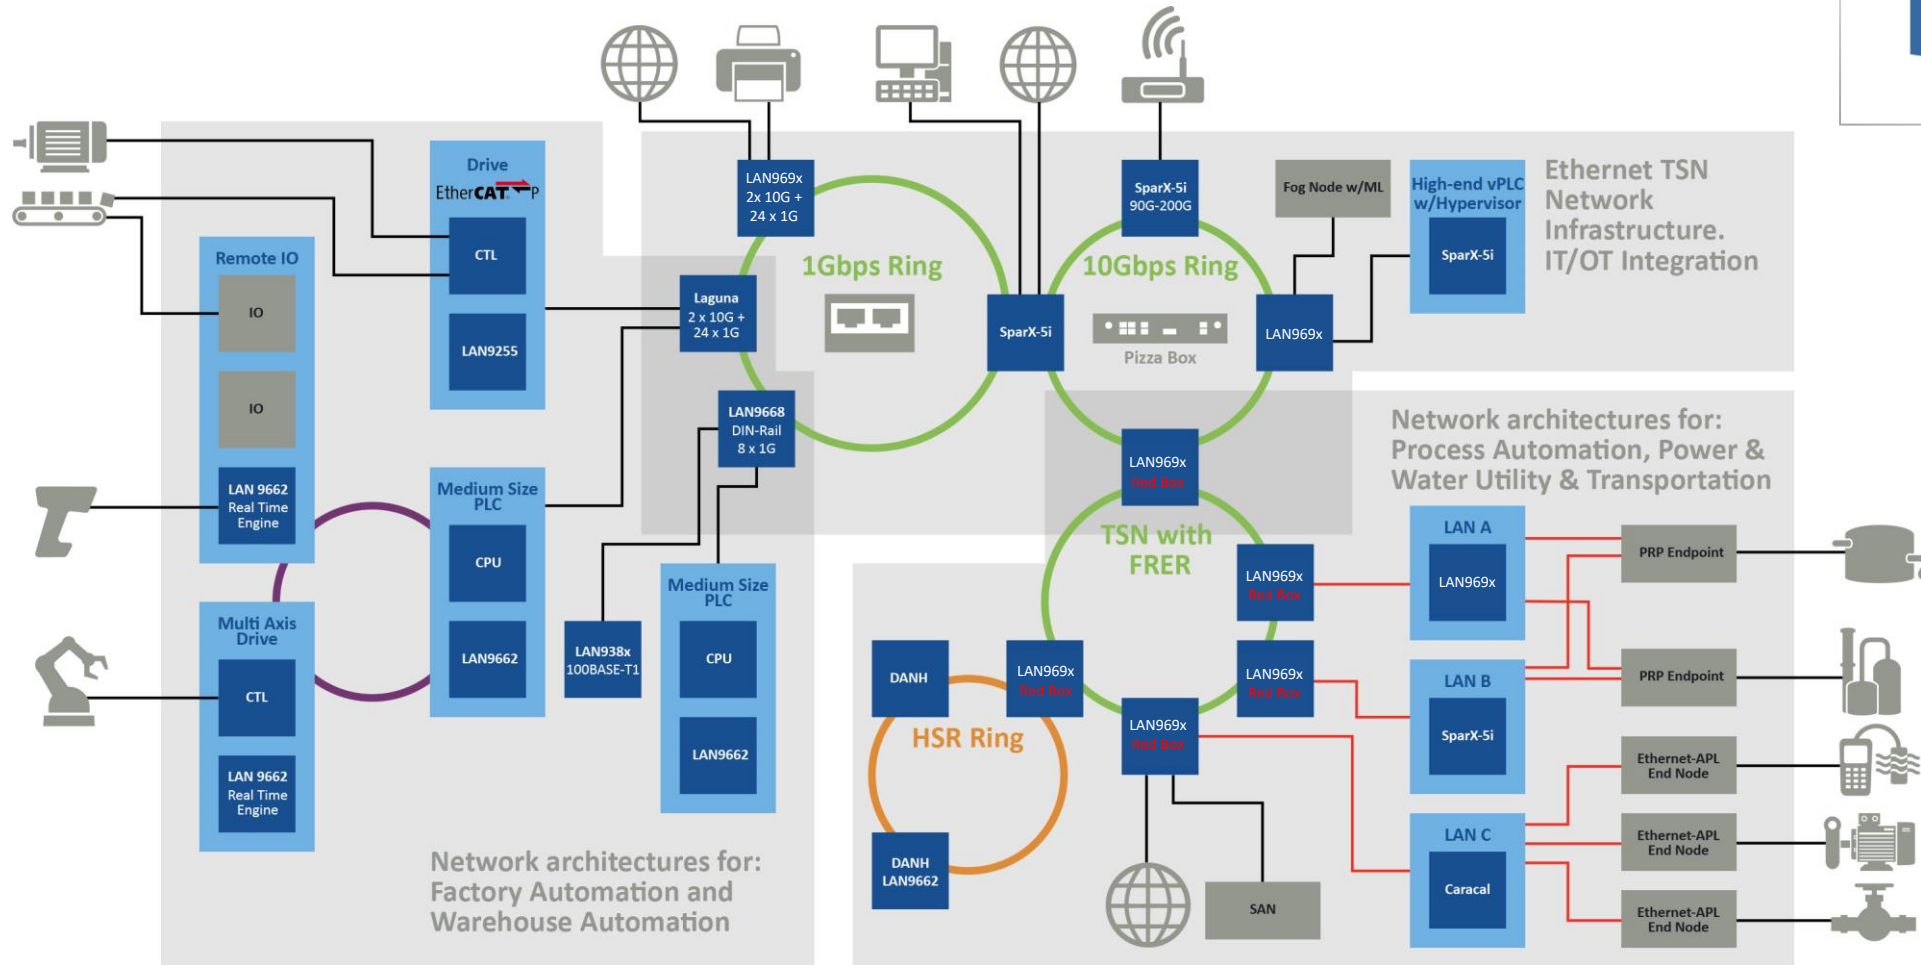 Drive
EtherCAT P
CTL
LAN9255
Remote IO
IO
IO
LAN 9662
Real Time
Engine
Multi Axis
Drive
CTL
LAN 9662
Real Time
Engine
Medium Size
PLC
CPU
LAN9662
LAN938x
100BASE-T1
Medium Size
PLC
CPU
LAN9662
Network architectures for:
Factory Automation and
Warehouse Automation
LAN969x
2x 10G +
24 x 1G
Laguna
2 x 10G +
24 x 1G
LAN9668
DIN-Rail
8 x 1G
1Gbps Ring
SparX-5i
SparX-5i
90G-200G
10Gbps Ring
Pizza Box
LAN969x
Fog Node w/ML
High-end vPLC
w/Hypervisor
SparX-5i
Ethernet TSN
Network
Infrastructure.
IT/OT Integration
LAN969x
Red Box
TSN with
FRER
LAN969x
Red Box
LAN969x
Red Box
LAN969x
Red Box
LAN969x
Red Box
DANH
HSR Ring
DANH
LAN9662
SAN
Network architectures for:
Process Automation, Power &
Water Utility & Transportation
LAN A
LAN969x
LAN B
SparX-5i
LAN C
Caracal
PRP Endpoint
PRP Endpoint
Ethernet-APL
End Node
Ethernet-APL
End Node
Ethernet-APL
End Node